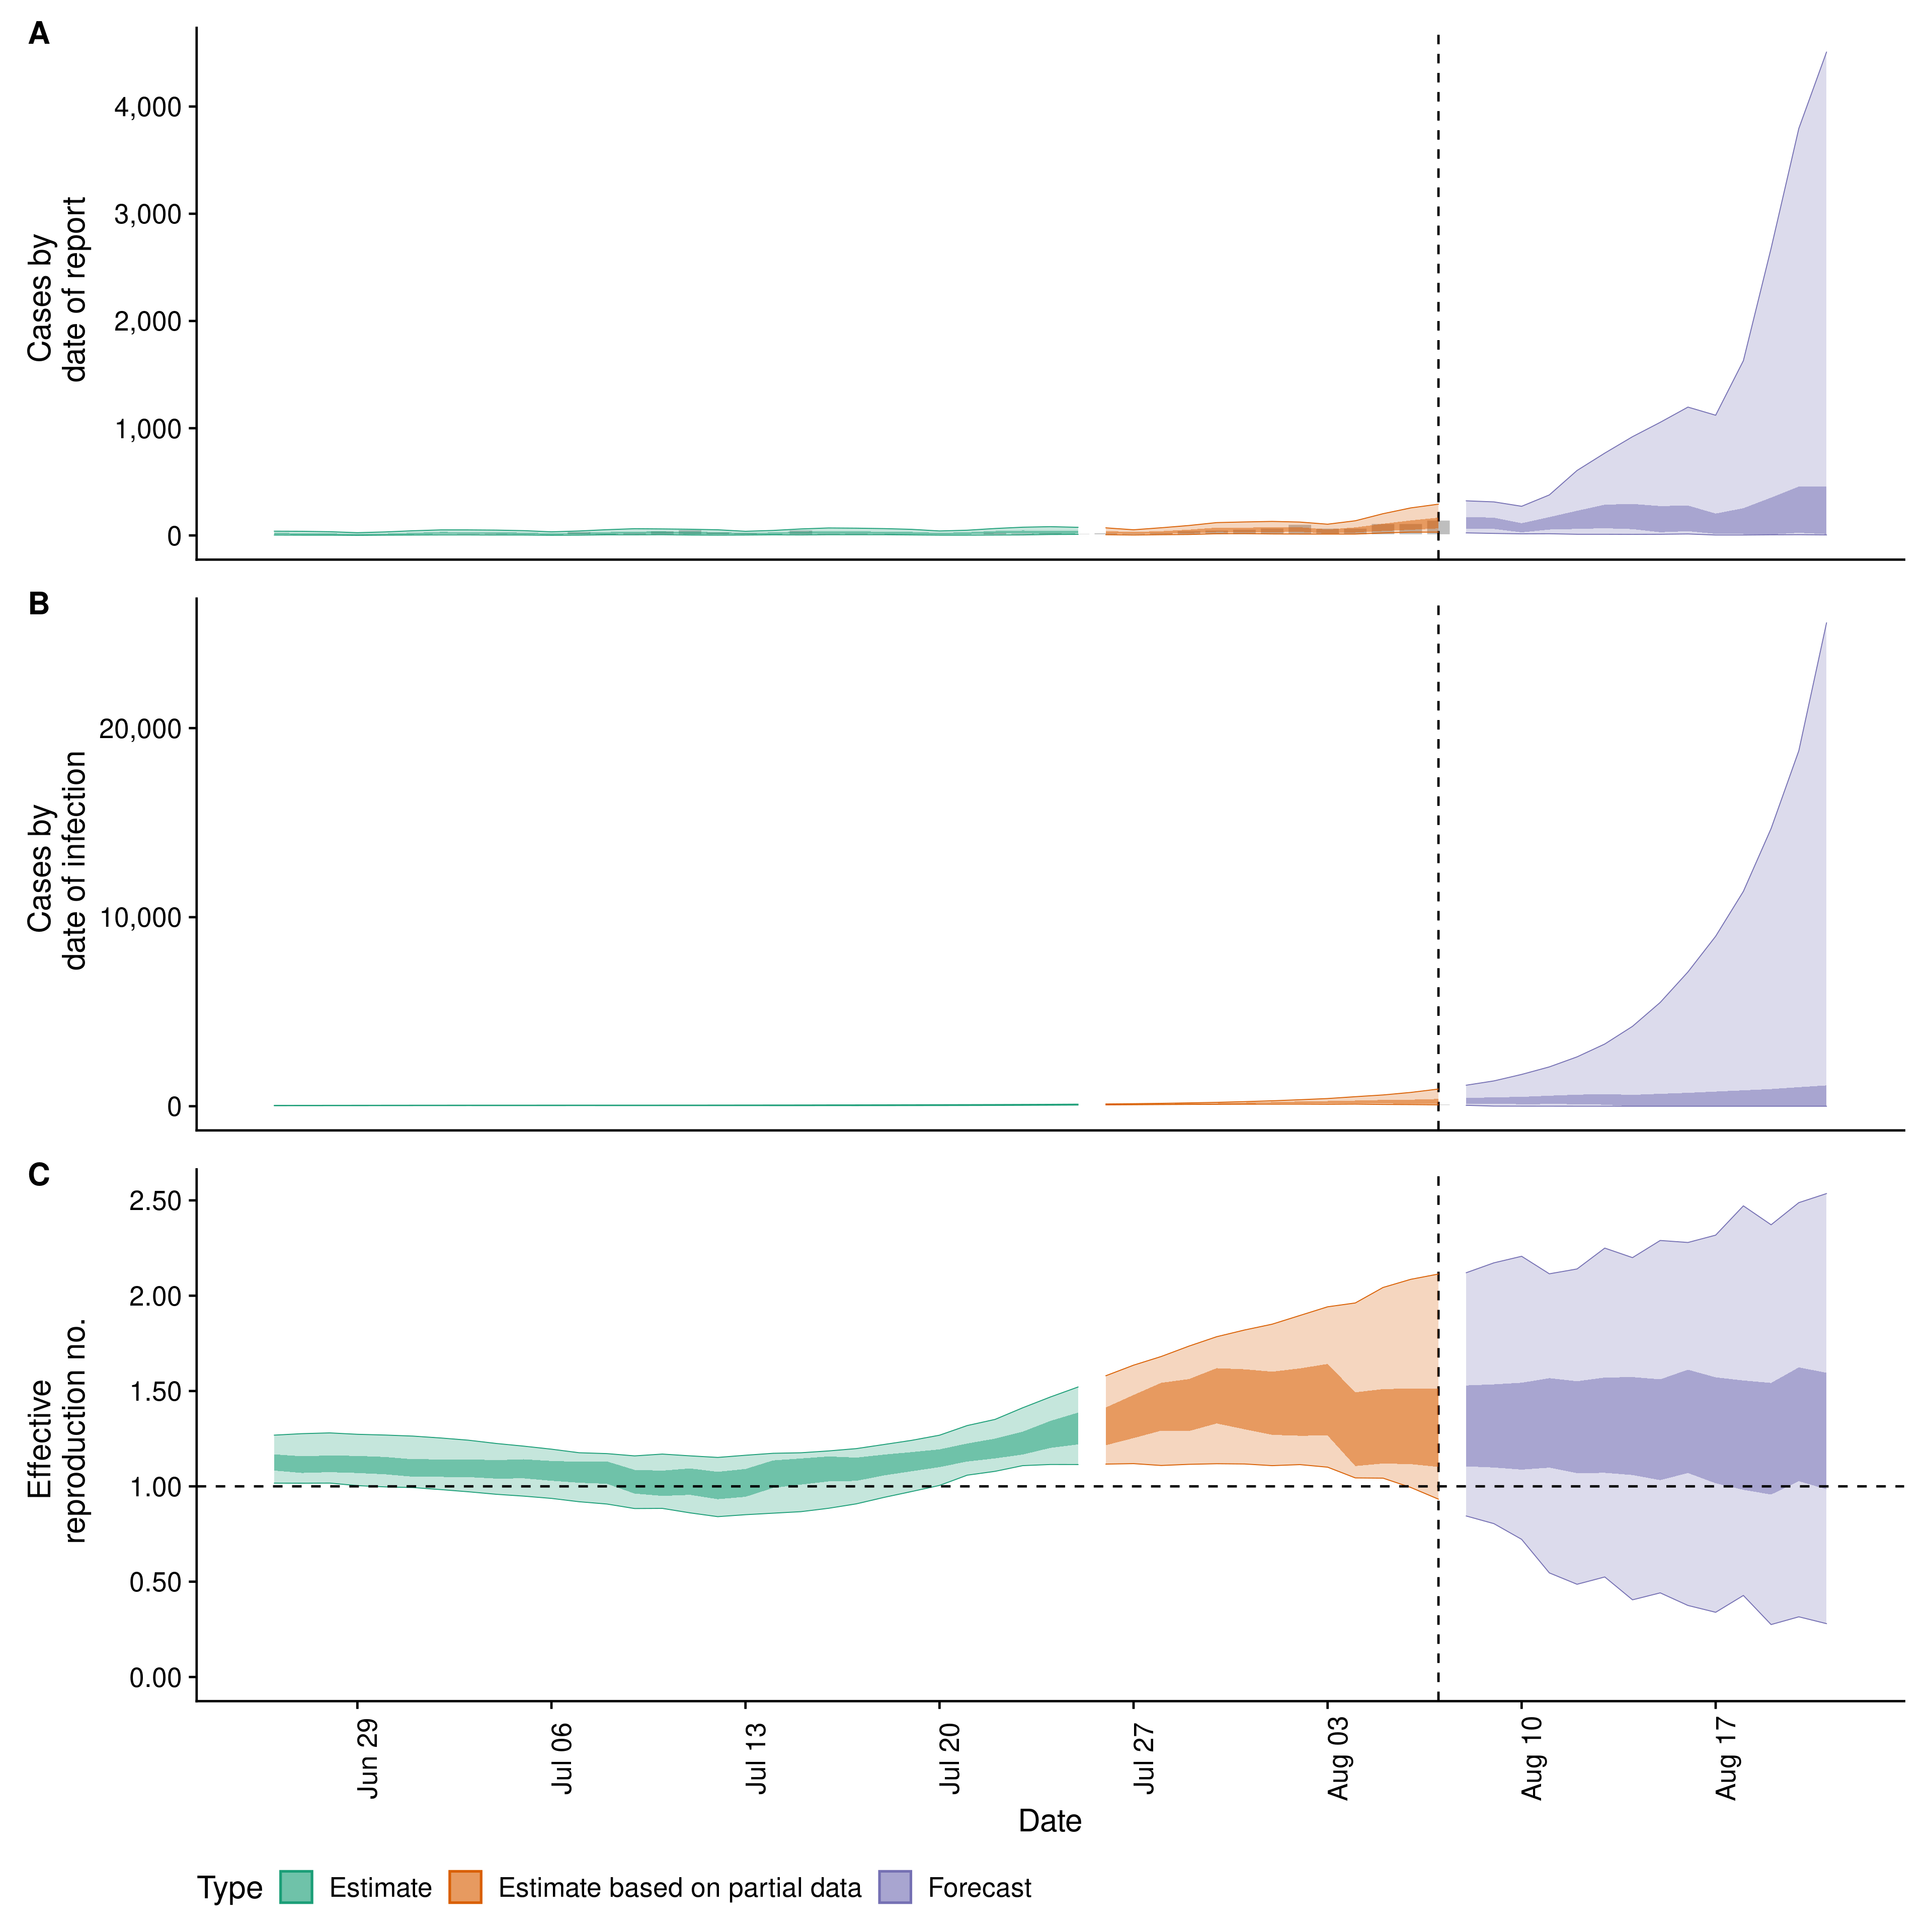 A
Cases by
date of report
4,000
3,000
2,000
1,000
0
B
Cases by
date of infection
20,000
10,000
0
C
Effective
reproduction no.
2.50
2.00
1.50
1.00
0.50
0.00
Jun 29
Jul 06
Jul 13
Jul 20
Jul 27
Aug 03
Aug 10
Aug 17
Date
Type Estimate Estimate based on partial data Forecast